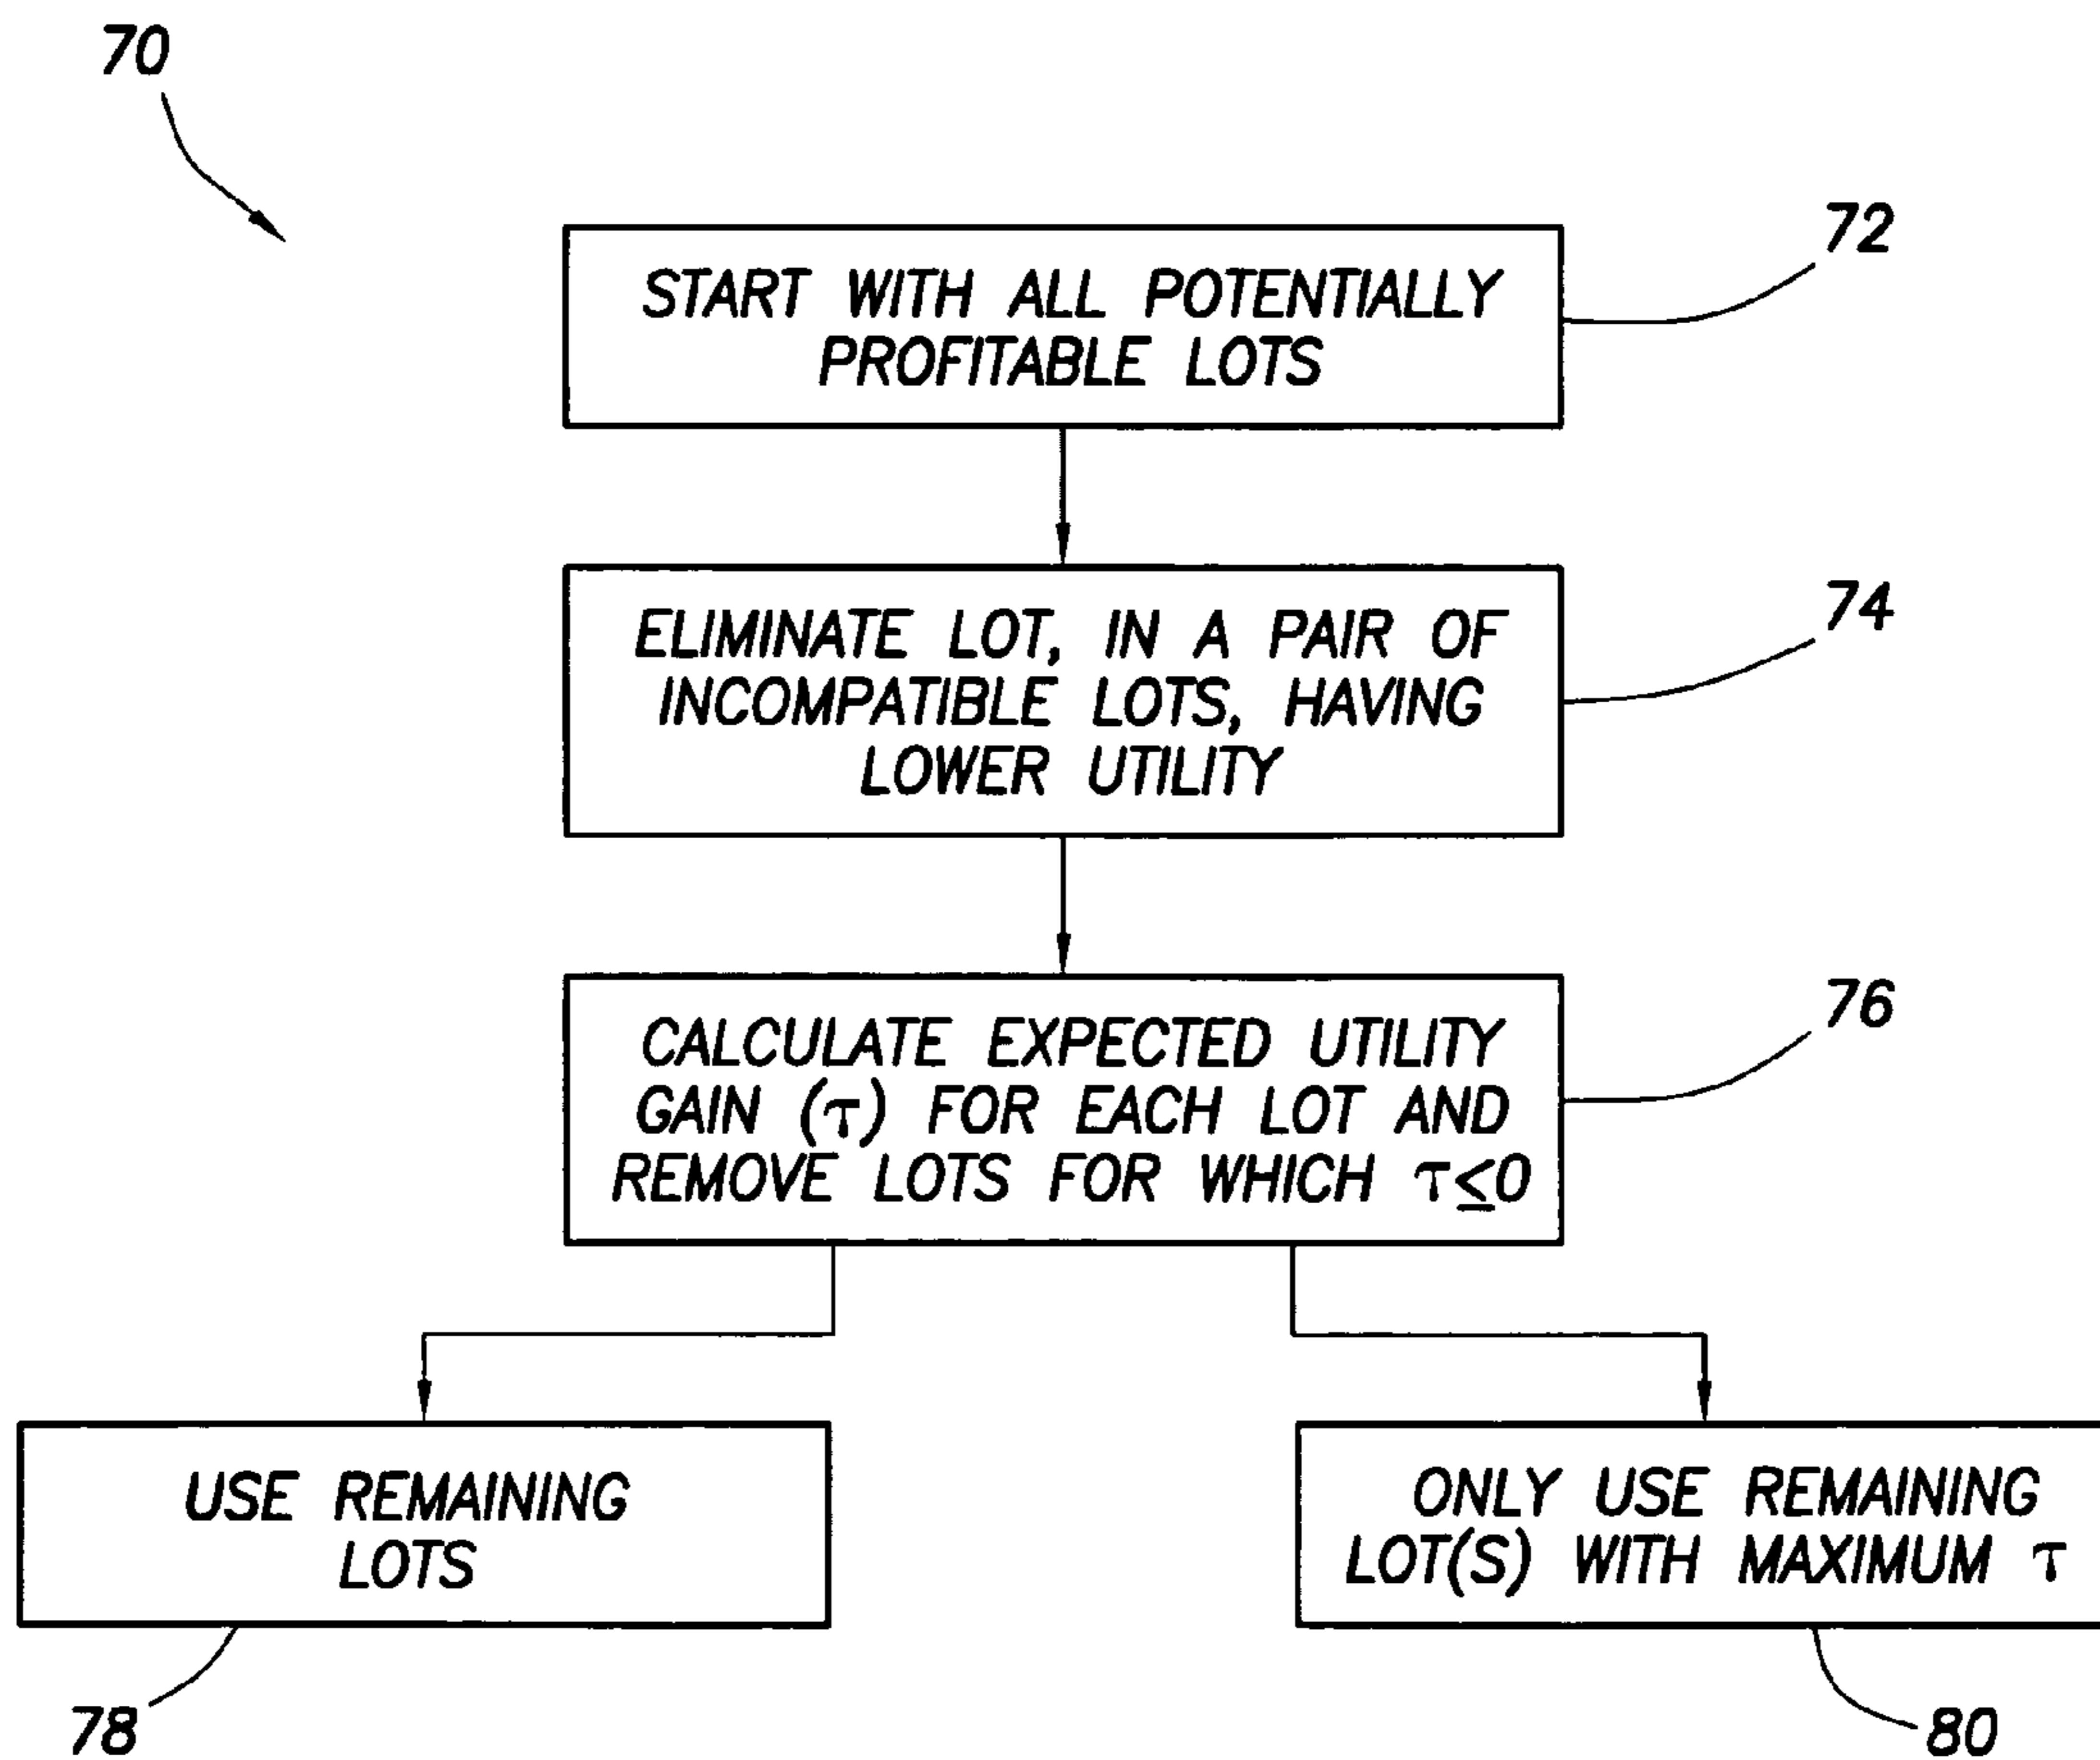 70
72
START WITH ALL POTENTIALLY
PROFITABLE LOTS
74
ELIMINATE LOT, IN A PAIR OF
INCOMPATIBLE LOTS, HAVING
LOWER UTILITY
76
CALCULATE EXPECTED UTILITY
GAIN (τ) FOR EACH LOT AND
REMOVE LOTS FOR WHICH τ≤0
USE REMAINING
LOTS
ONLY USE REMAINING
LOT(S) WITH MAXIMUM τ
78
80